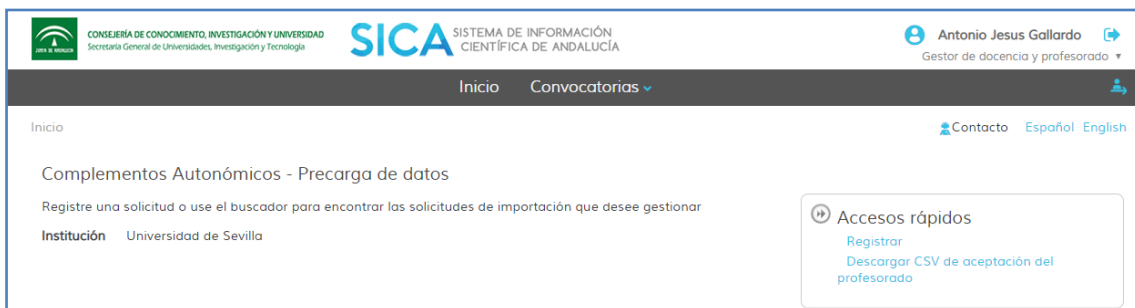 CONSEJERÍA DE CONOCIMIENTO, INVESTIGACIÓN Y UNIVERSIDAD
Secretaría General de Universidades, Investigación y Tecnología
JUNTA DE ANDALUCIA
SICA SISTEMA DE INFORMACIÓN
CIENTÍFICA DE ANDALUCÍA
Antonio Jesus Gallardo
Gestor de docencia y profesorado
Inicio Convocatorias
Inicio
Contacto Español English
Complementos Autonómicos - Precarga de datos
Registre una solicitud o use el buscador para encontrar las solicitudes de importación que desee gestionar
Institución Universidad de Sevilla
Accesos rápidos
Registrar
Descargar CSV de aceptación del
profesorado